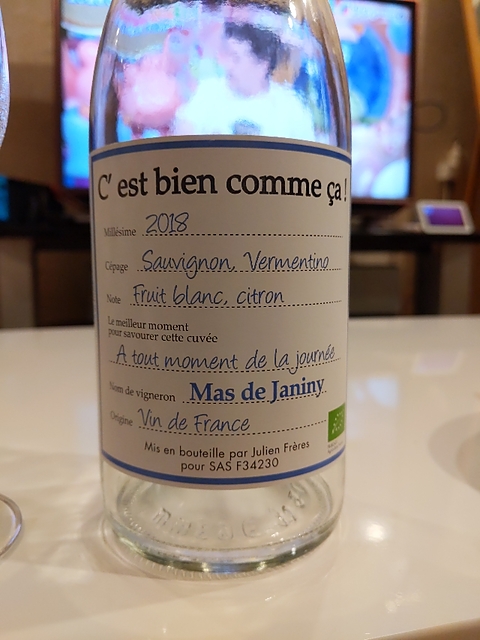 C' est bien comme ça !
Millésime 2018
Cépage Sauvignon, Vermentino
Note Fruit blanc, citron
Le meilleur moment
pour savourer cette cuvée
A tout moment de la journée
Nom de vigneron Mas de Janiny
Origine Vin de France
Mis en bouteille par Julien Frères
pour SAS F34230